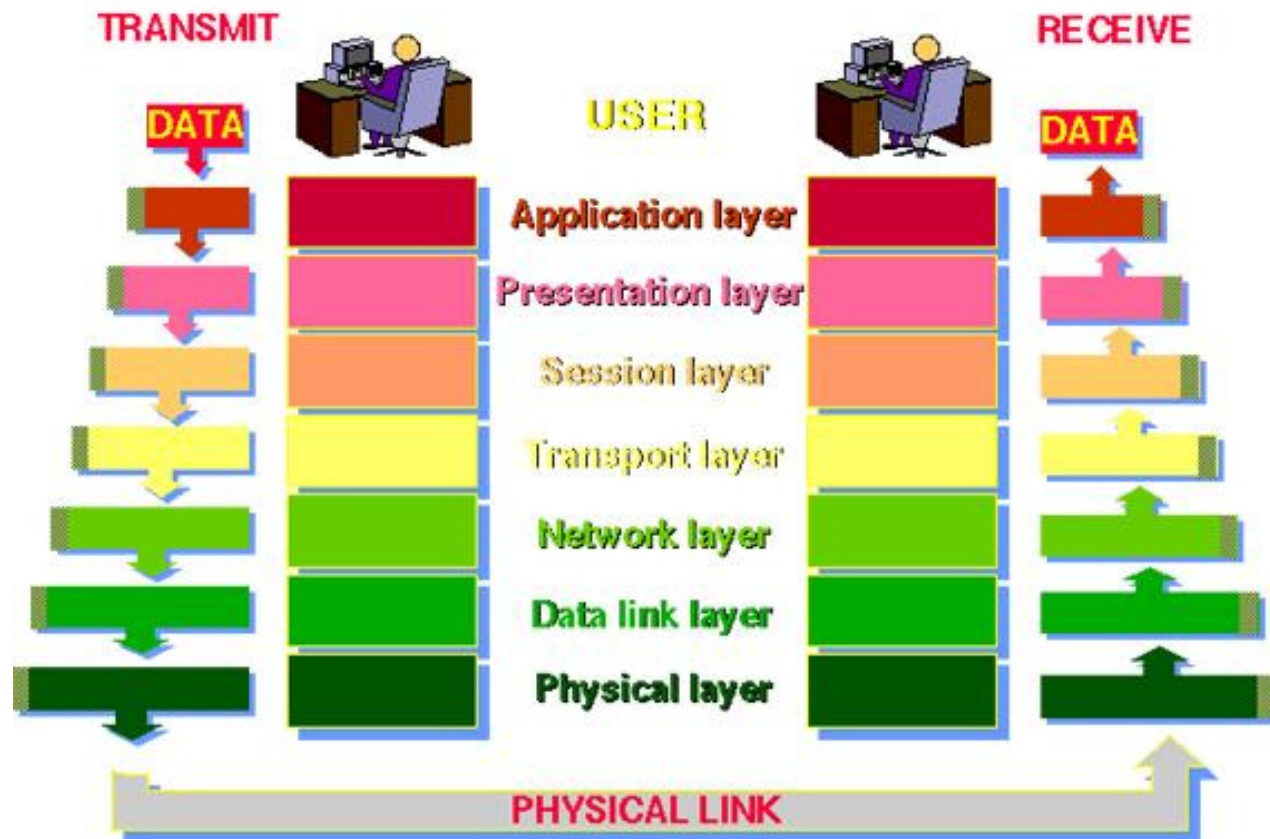 TRANSMIT
RECEIVE
DATA
USER
DATA
Application layer
Presentation layer
Session layer
Transport layer
Network layer
Data link layer
Physical layer
PHYSICAL LINK